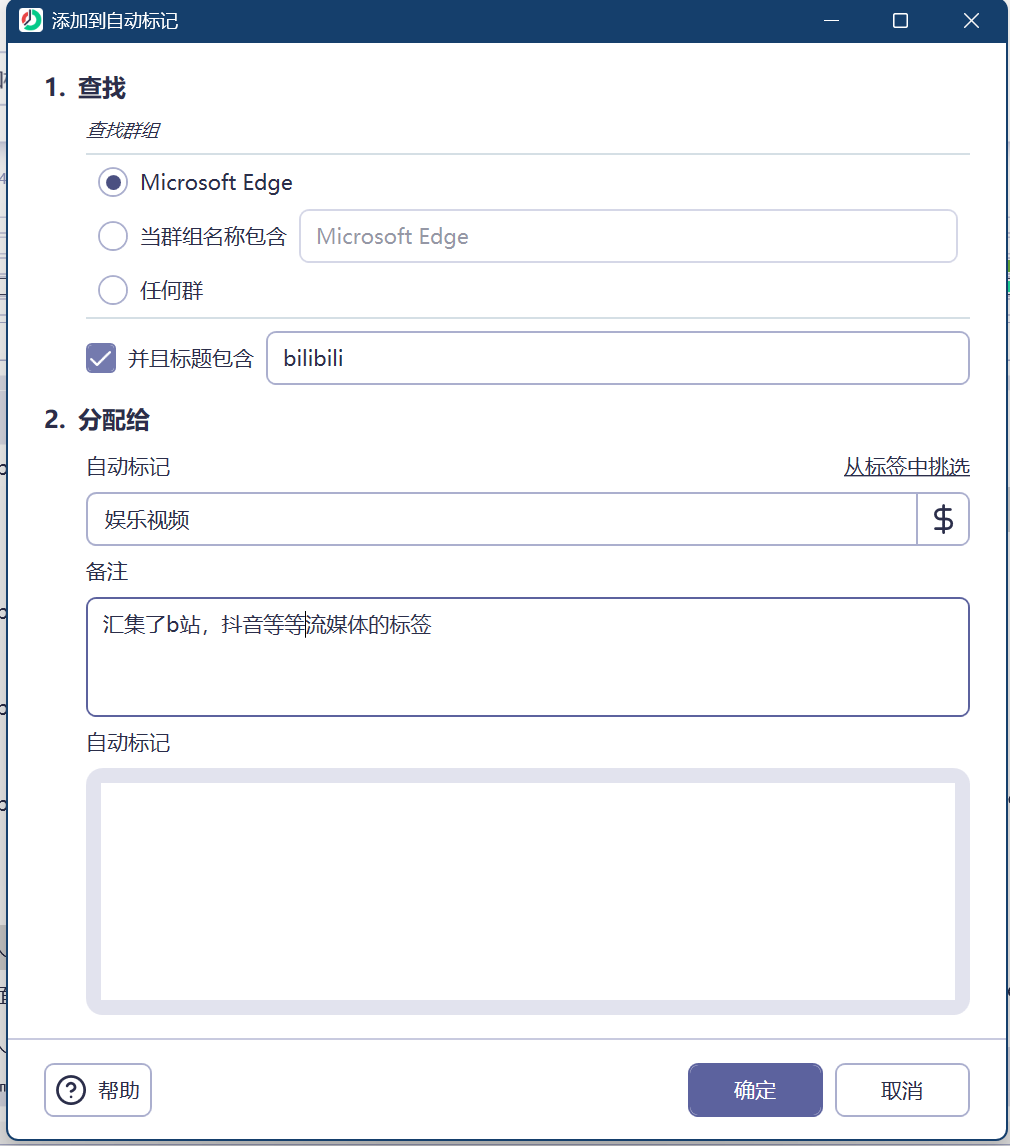 添加到自动标记
1. 查找
查找群组
Microsoft Edge
当群组名称包含 Microsoft Edge
任何群
并且标题包含 bilibili
2. 分配给
自动标记 从标签中挑选
娱乐视频 $
备注
汇集了b站，抖音等等流媒体的标签
自动标记
? 帮助 确定 取消